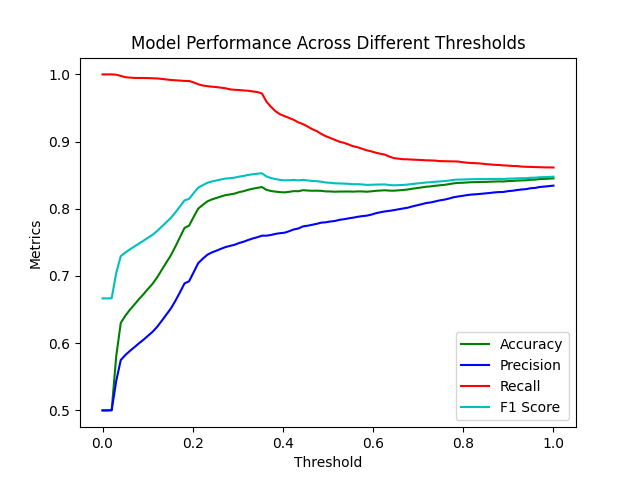 Model Performance Across Different Thresholds
Metrics
1.0
0.9
0.8
0.7
0.6
0.5
0.0 0.2 0.4 0.6 0.8 1.0
Threshold
Accuracy
Precision
Recall
F1 Score